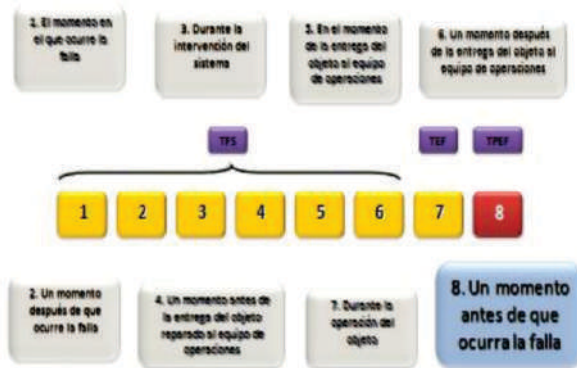 1. El momento en
el que ocurre la
falla
3. Durante la
intervención del
sistema
5. En el momento
de la entrega del
objeto al equipo
de operaciones
6. Un momento después
de la entrega del objeto al
equipo de operaciones
TFS
TEF
TPEF
1
2
3
4
5
6
7
8
2. Un momento
después de que
ocurre la falla
4. Un momento antes de
la entrega del objeto
reparado al equipo de
operaciones
7. Durante la
operación del
objeto
8. Un momento
antes de que
ocurra la falla